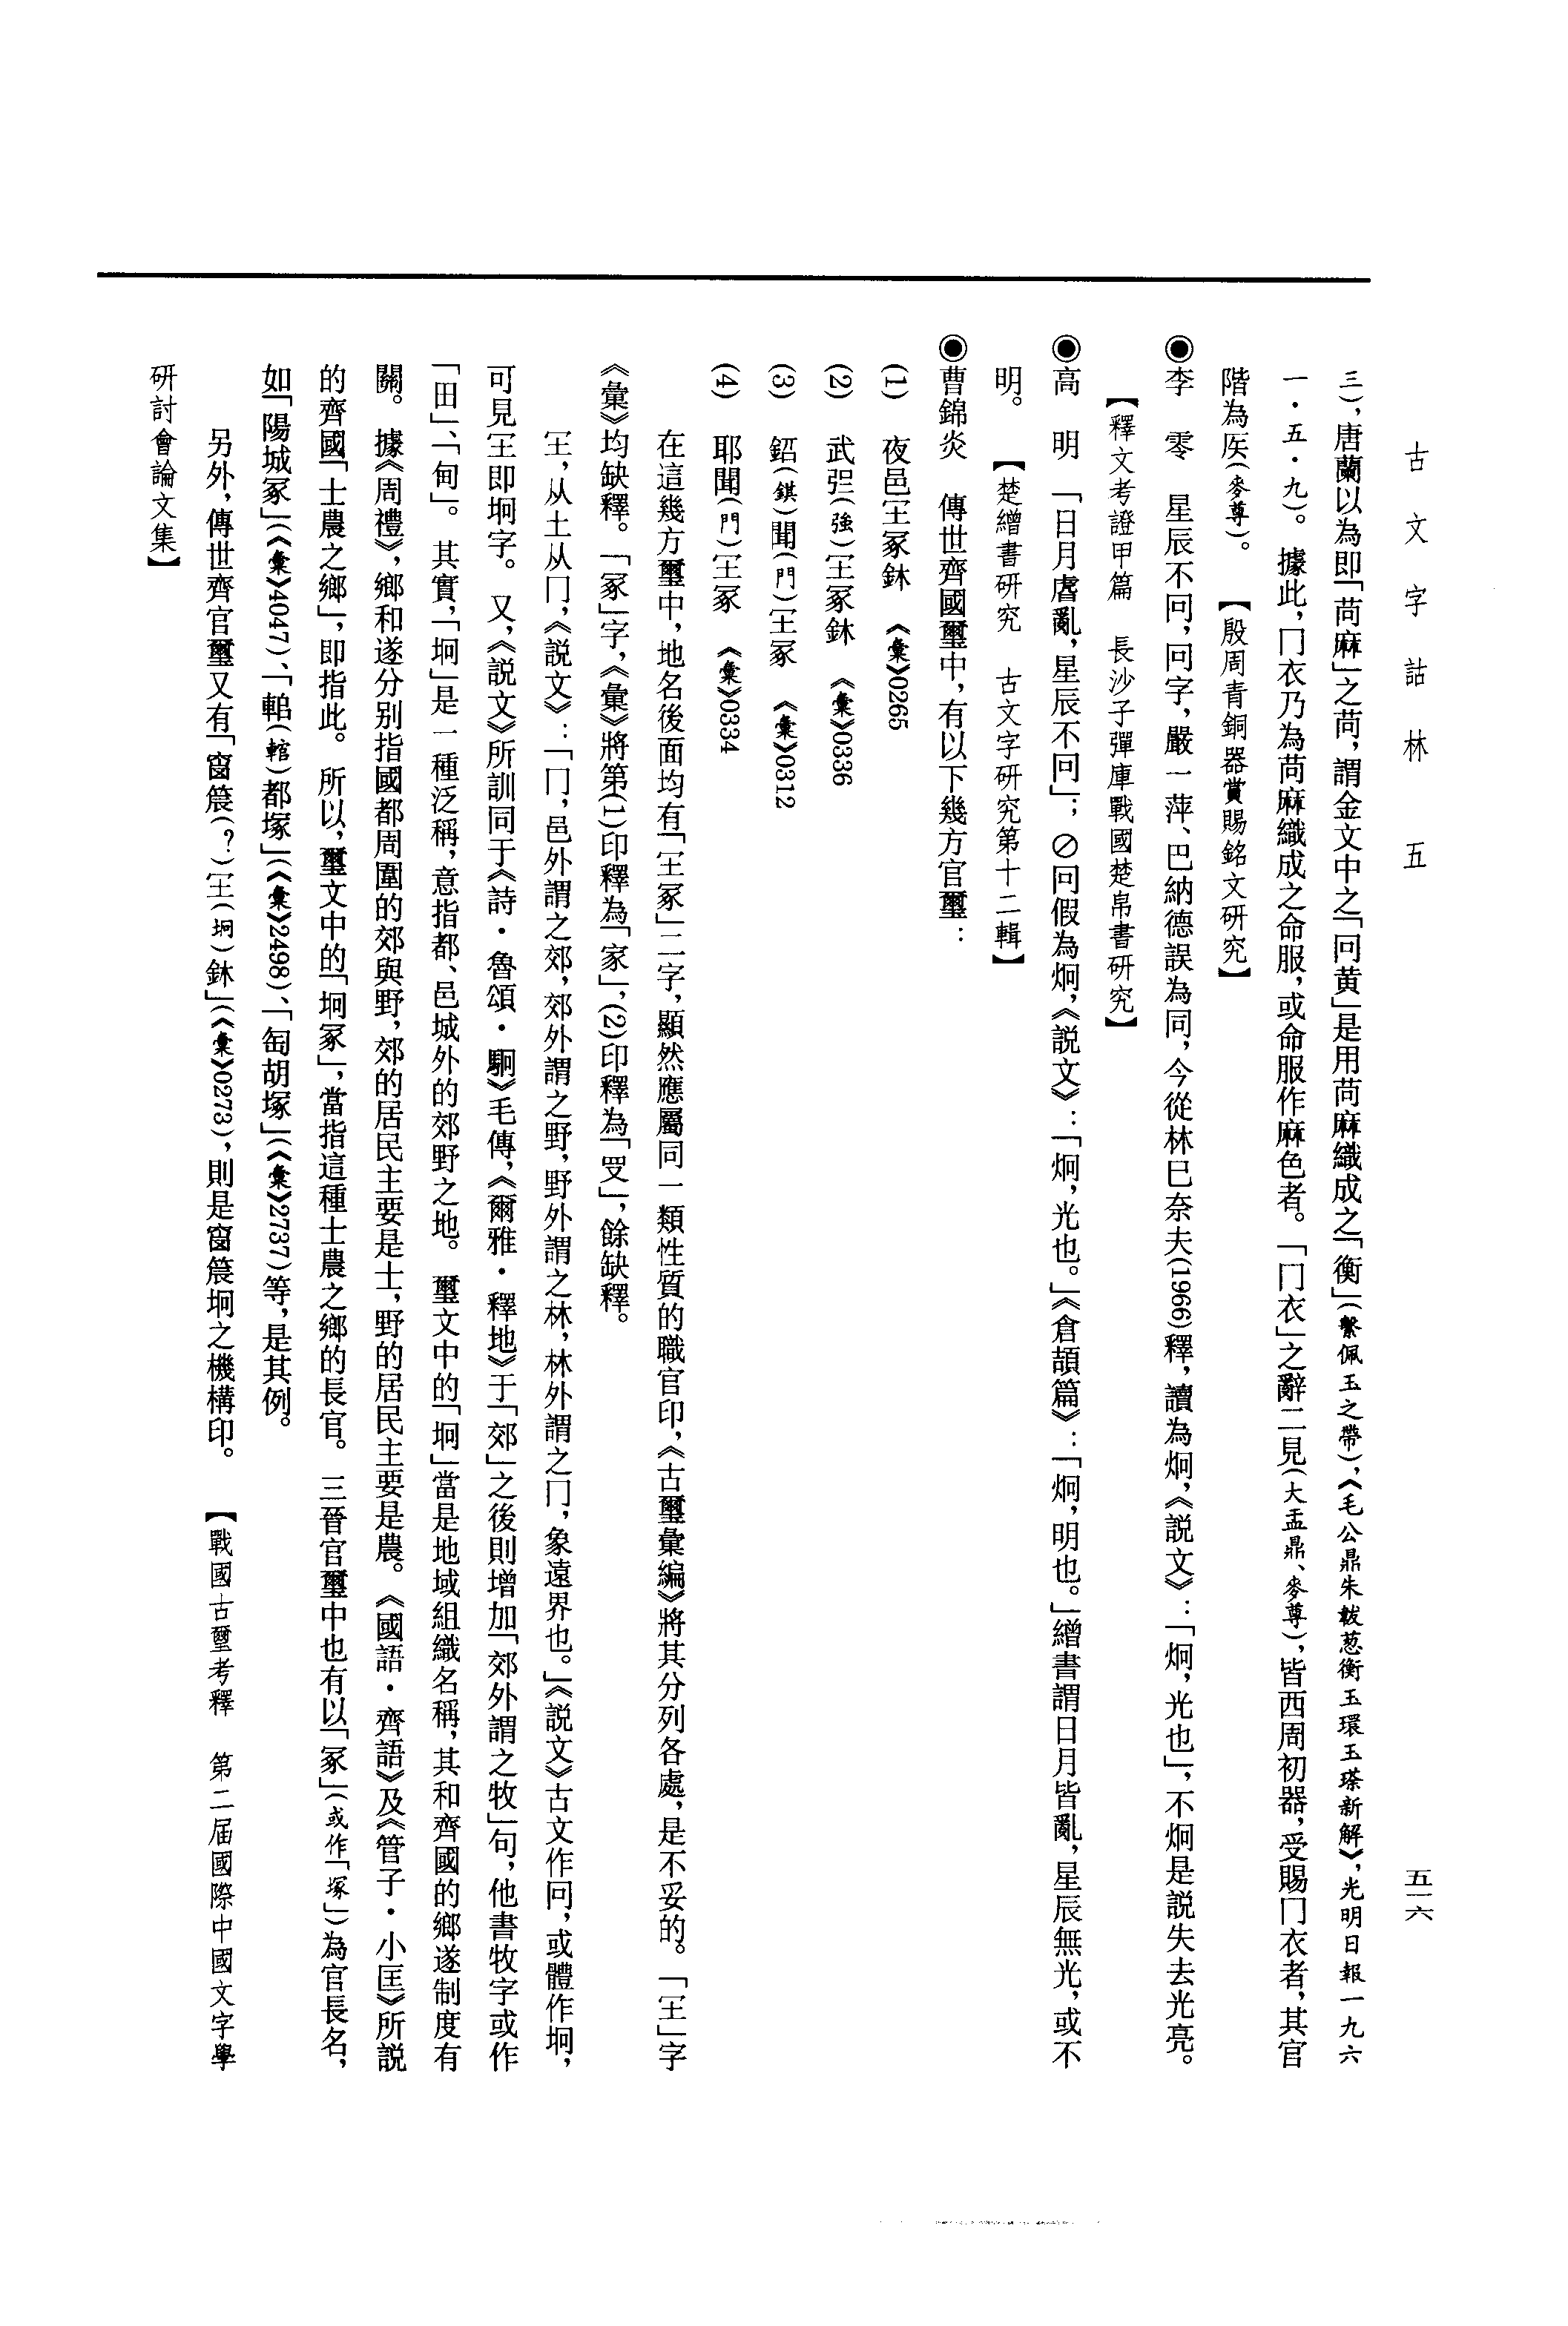 古文字詁林 五
五一六
三），唐蘭以為即「苘麻」之苘，謂金文中之「冋黄」是用苘麻織成之「衡」（繫佩玉之帶），《毛公鼎朱韍葱衡玉環玉瑹新解》，光明日報一九六
一·五·九）。據此，冂衣乃為苘麻織成之命服，或命服作麻色者。「冂衣」之辭二見（大盂鼎、麥尊），皆西周初器，受賜冂衣者，其官
階為医（麥尊）。 【殷周青銅器賞賜銘文研究】
◉李 零 星辰不冋，冋字，嚴一萍、巴納德誤為同，今從林巳奈夫(1966)釋，讀為炯，《説文》：「炯，光也」，不炯是説失去光亮。
【釋文考證甲篇 長沙子彈庫戰國楚帛書研究】
◉高 明 「日月虘亂，星辰不冋」；⊘冋假為炯，《説文》：「炯，光也。」《倉頡篇》：「炯，明也。」繒書謂日月皆亂，星辰無光，或不
明。 【楚繒書研究 古文字研究第十二輯】
◉曹錦炎 傳世齊國璽中，有以下幾方官璽：
(1) 夜邑冡鉨 《彙》0265
(2) 武弜（強）冢鉨 《彙》0336
(3) 䤾（錤）聞（門）冢 《彙》0312
(4) 耶聞（門）冢 《彙》0334
在這幾方璽中，地名後面均有「冢」二字，顯然應屬同一類性質的職官印，《古璽彙編》將其分列各處，是不妥的。「」字
《彙》均缺釋。「冢」字，《彙》將第(1)印釋為「家」，(2)印釋為「」，餘缺釋。
，从土从冂，《説文》：「冂，邑外謂之郊，郊外謂之野，野外謂之林，林外謂之冂，象遠界也。」《説文》古文作冋，或體作坰，
可見即坰字。又，《説文》所訓同于《詩·魯頌·駉》毛傳，《爾雅·釋地》于「郊」之後則增加「郊外謂之牧」句，他書牧字或作
「田」、「甸」。其實，「坰」是一種泛稱，意指都、邑城外的郊野之地。璽文中的「坰」當是地域組織名稱，其和齊國的鄉遂制度有
關。據《周禮》，鄉和遂分别指國都周圍的郊與野，郊的居民主要是士，野的居民主要是農。《國語·齊語》及《管子·小匡》所説
的齊國「士農之鄉」，即指此。所以，璽文中的「坰冢」，當指這種士農之鄉的長官。三晉官璽中也有以「冢」（或作「塚」）為官長名，
如「陽城冢」（《彙》4047）、「（輨）都塚」（《彙》2498）、「匋胡塚」（《彙》2737）等，是其例。
另外，傳世齊官璽又有「（？）（坰）鉨」（《彙》0273），則是坰之機構印。 【戰國古璽考釋 第二届國際中國文字學
研討會論文集】